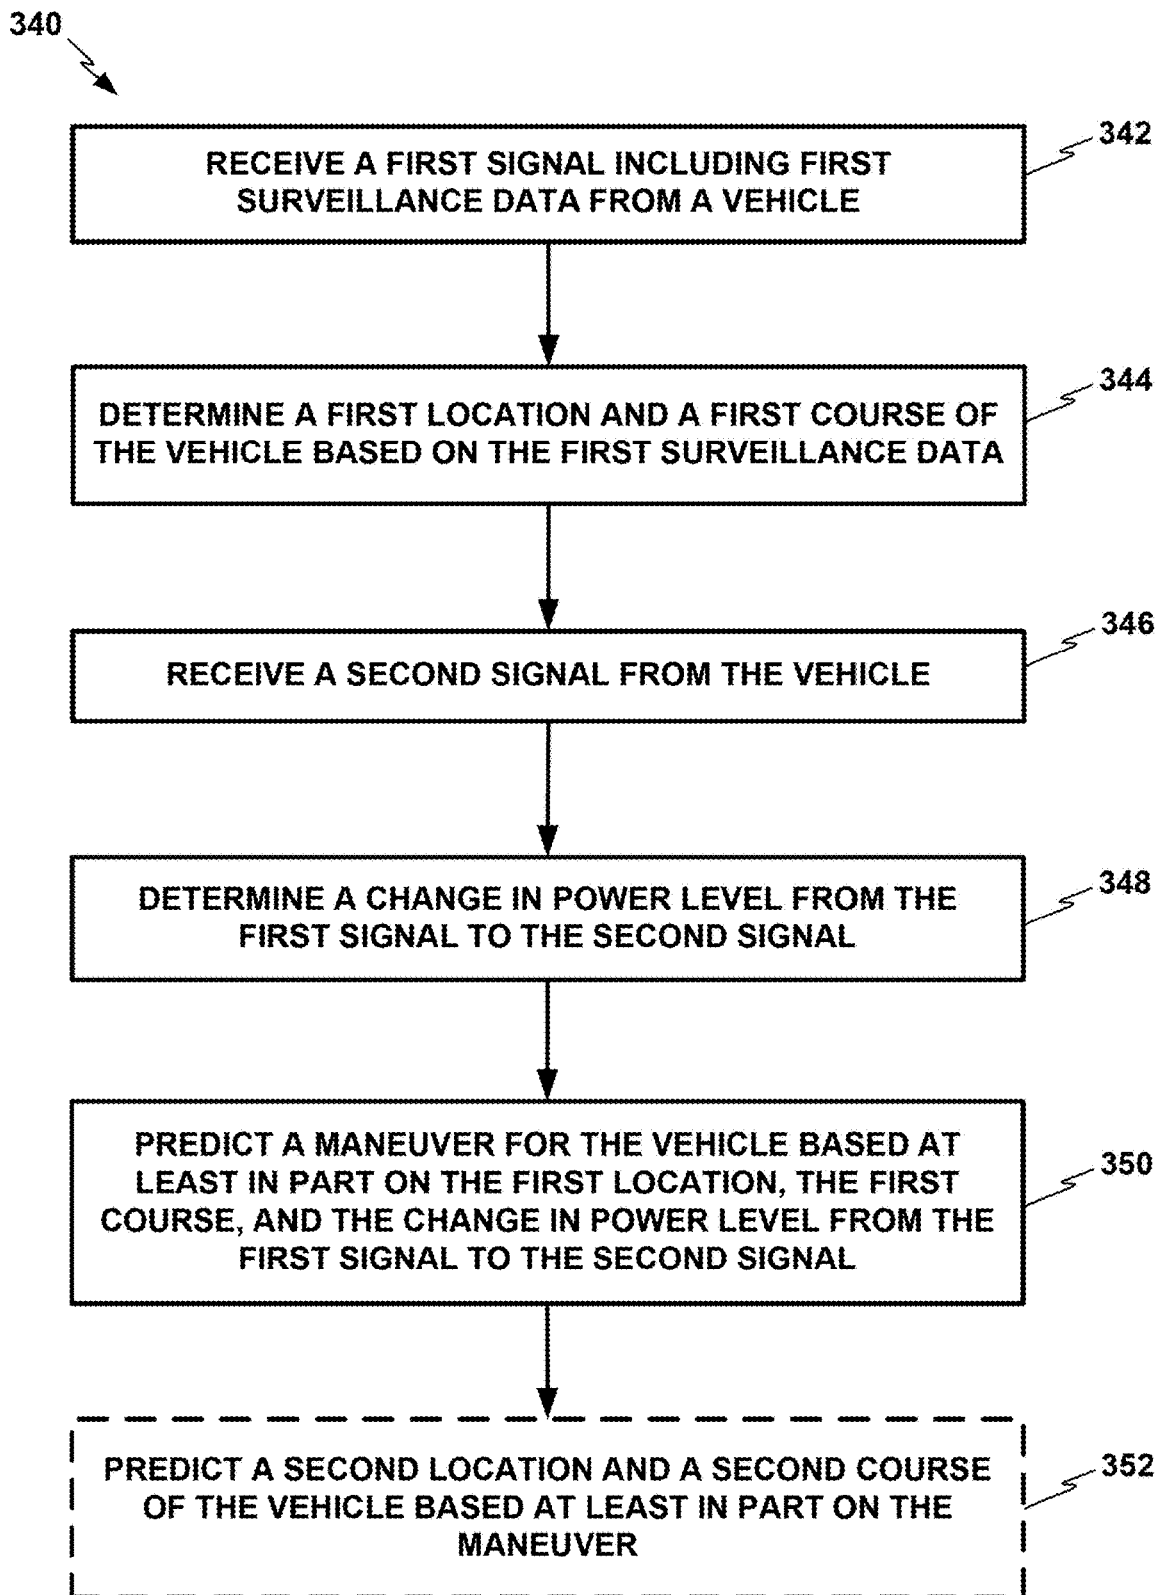 340
RECEIVE A FIRST SIGNAL INCLUDING FIRST
SURVEILLANCE DATA FROM A VEHICLE
342
DETERMINE A FIRST LOCATION AND A FIRST COURSE OF
THE VEHICLE BASED ON THE FIRST SURVEILLANCE DATA
344
RECEIVE A SECOND SIGNAL FROM THE VEHICLE
346
DETERMINE A CHANGE IN POWER LEVEL FROM THE
FIRST SIGNAL TO THE SECOND SIGNAL
348
PREDICT A MANEUVER FOR THE VEHICLE BASED AT
LEAST IN PART ON THE FIRST LOCATION, THE FIRST
COURSE, AND THE CHANGE IN POWER LEVEL FROM THE
FIRST SIGNAL TO THE SECOND SIGNAL
350
PREDICT A SECOND LOCATION AND A SECOND COURSE
OF THE VEHICLE BASED AT LEAST IN PART ON THE
MANEUVER
352